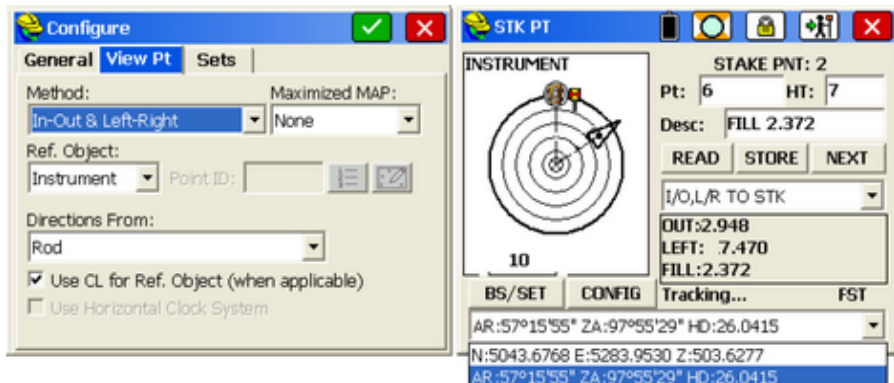 Configure
General View Pt Sets
Method: Maximized MAP:
In-Out & Left-Right None
Ref. Object:
Instrument Point ID:
Directions From:
Rod
Use CL for Ref. Object (when applicable)
Use Horizontal Clock System
STK PT
INSTRUMENT
10
BS/SET CONFIG
STAKE PNT: 2
Pt: 6 HT: 7
Desc: FILL 2.372
READ STORE NEXT
I/O,L/R TO STK
OUT:2.948
LEFT: 7.470
FILL:2.372
Tracking... FST
AR:57°15'55" ZA:97°55'29" HD:26.0415
N:5043.6768 E:5283.9530 Z:503.6277
AR:57°15'55" ZA:97°55'29" HD:26.0415